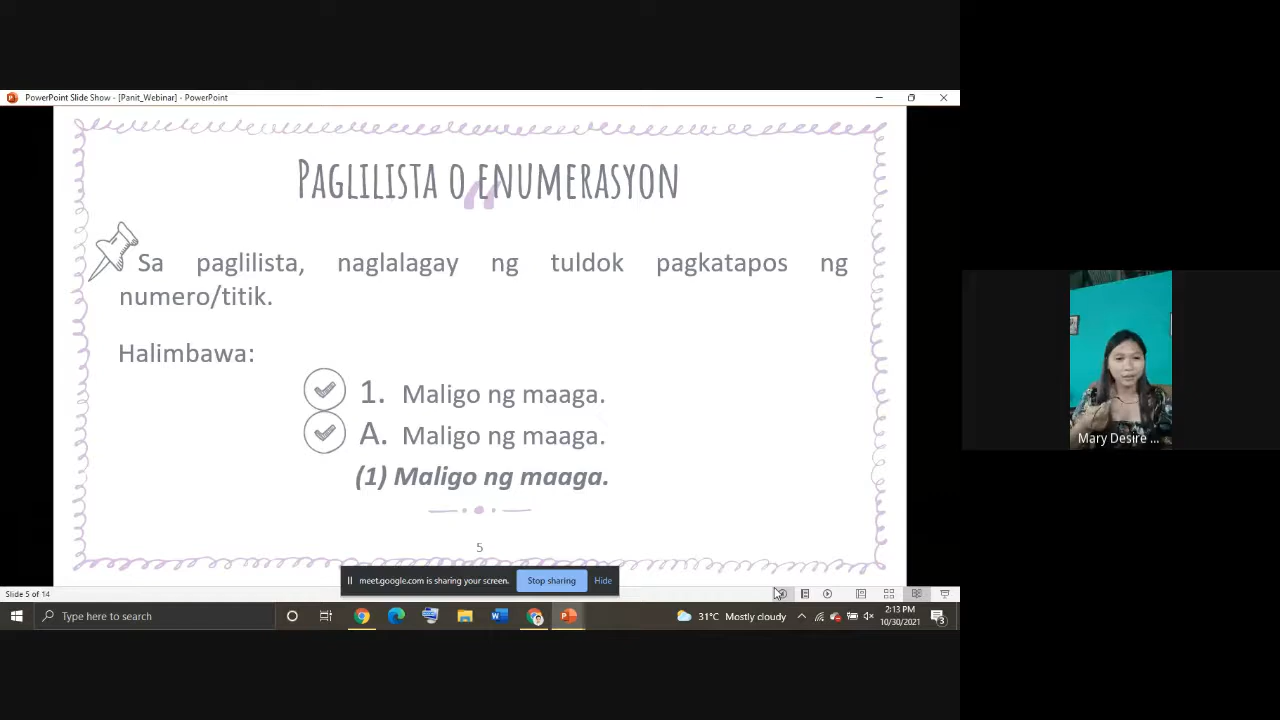 PowerPoint Slide Show - [Panit_Webinar] - PowerPoint
PAGLILISTA O ENUMERASYON
Sa paglilista, naglalagay ng tuldok pagkatapos ng
numero/titik.
Halimbawa:
1. Maligo ng maaga.
A. Maligo ng maaga.
(1) Maligo ng maaga.
5
meet.google.com is sharing your screen. Stop sharing Hide
Slide 5 of 14
Type here to search
31°C Mostly cloudy
2:13 PM
10/30/2021
3
Mary Desire ...